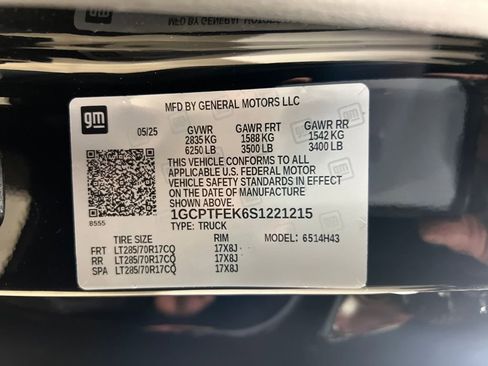 gm
MFD BY GENERAL MOTORS LLC
05/25
GVWR GAWR FRT GAWR RR
2835 KG 1588 KG 1542 KG
6250 LB 3500 LB 3400 LB
THIS VEHICLE CONFORMS TO ALL
APPLICABLE U.S. FEDERAL MOTOR
VEHICLE SAFETY STANDARDS IN EFFECT
ON THE DATE OF MANUFACTURE
SHOWN ABOVE.
1GCPTFEK6S1221215
TYPE: TRUCK
B555
TIRE SIZE RIM MODEL: 6514H43
FRT LT285/70R17CQ 17X8J
RR LT285/70R17CQ 17X8J
SPA LT285/70R17CQ 17X8J